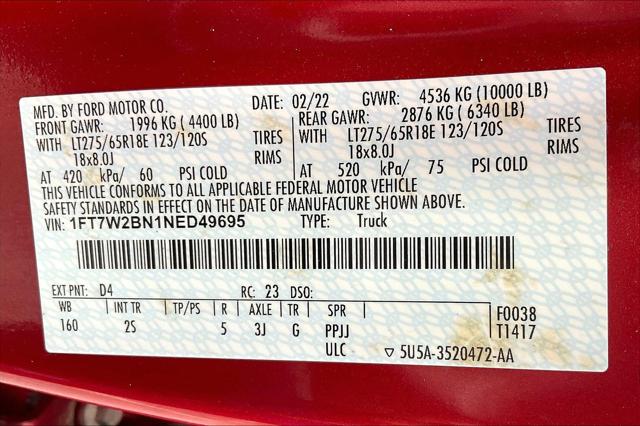 MFD. BY FORD MOTOR CO. DATE: 02/22 GVWR: 4536 KG (10000 LB)
FRONT GAWR: 1996 KG ( 4400 LB) REAR GAWR: 2876 KG ( 6340 LB)
WITH LT275/65R18E 123/120S TIRES WITH LT275/65R18E 123/120S TIRES
18x8.0J RIMS 18x8.0J RIMS
AT 420 kPa/ 60 PSI COLD AT 520 kPa/ 75 PSI COLD
THIS VEHICLE CONFORMS TO ALL APPLICABLE FEDERAL MOTOR VEHICLE
SAFETY STANDARDS IN EFFECT ON THE DATE OF MANUFACTURE SHOWN ABOVE.
VIN: 1FT7W2BN1NED49695 TYPE: Truck
EXT PNT: D4 RC: 23 DSO:
WB INT TR TP/PS R AXLE TR SPR F0038
160 2S 5 3J G PPJJ T1417
ULC ▽ 5U5A-3520472-AA